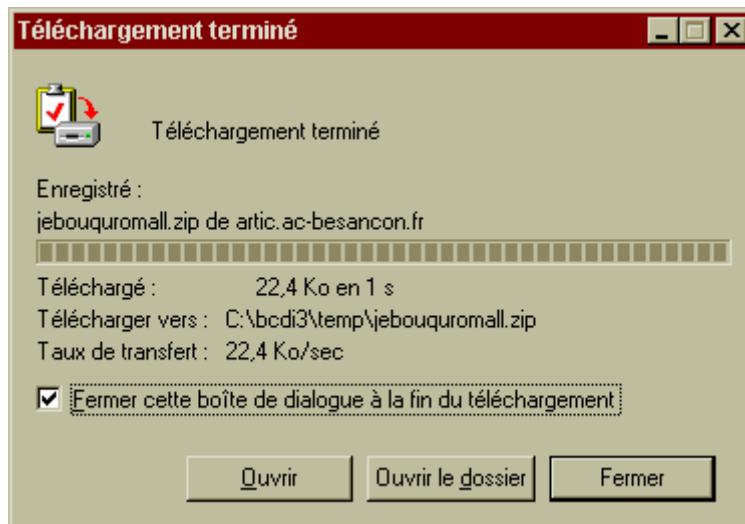 Téléchargement terminé
Téléchargement terminé
Enregistré :
jebouquromall.zip de artic.ac-besancon.fr
Téléchargé : 22,4 Ko en 1 s
Télécharger vers : C:\bcdi3\temp\jebouquromall.zip
Taux de transfert : 22,4 Ko/sec
Fermer cette boîte de dialogue à la fin du téléchargement
Ouvrir Ouvrir le dossier Fermer